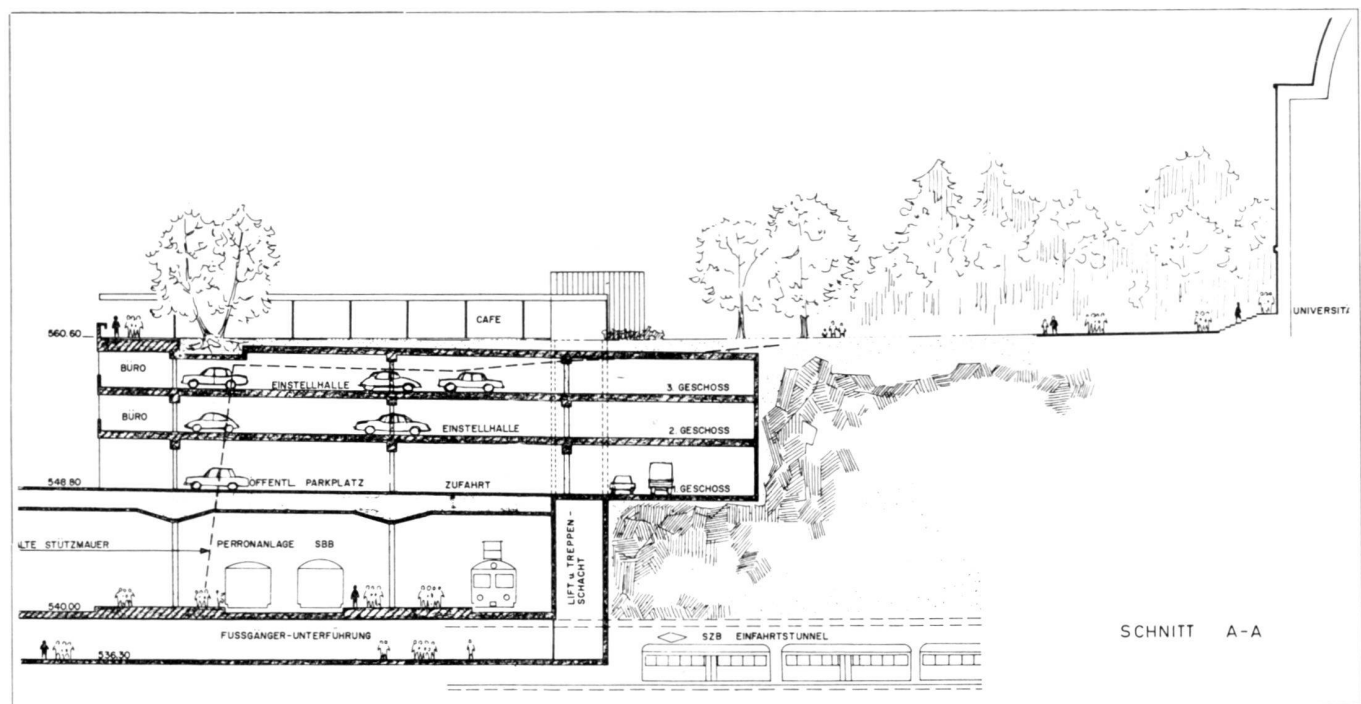 CAFE
560.60
UNIVERSITÄ
BÜRO
EINSTELLHALLE
3. GESCHOSS
BÜRO
EINSTELLHALLE
2. GESCHOSS
548.80
ÖFFENTL. PARKPLATZ
ZUFAHRT
1. GESCHOSS
ALTE STÜTZMAUER
PERRONANLAGE SBB
LIFT u. TREPPEN-
SCHACHT
540.00
FUSSGÄNGER-UNTERFÜHRUNG
SZB EINFAHRTSTUNNEL
536.30
SCHNITT A-A